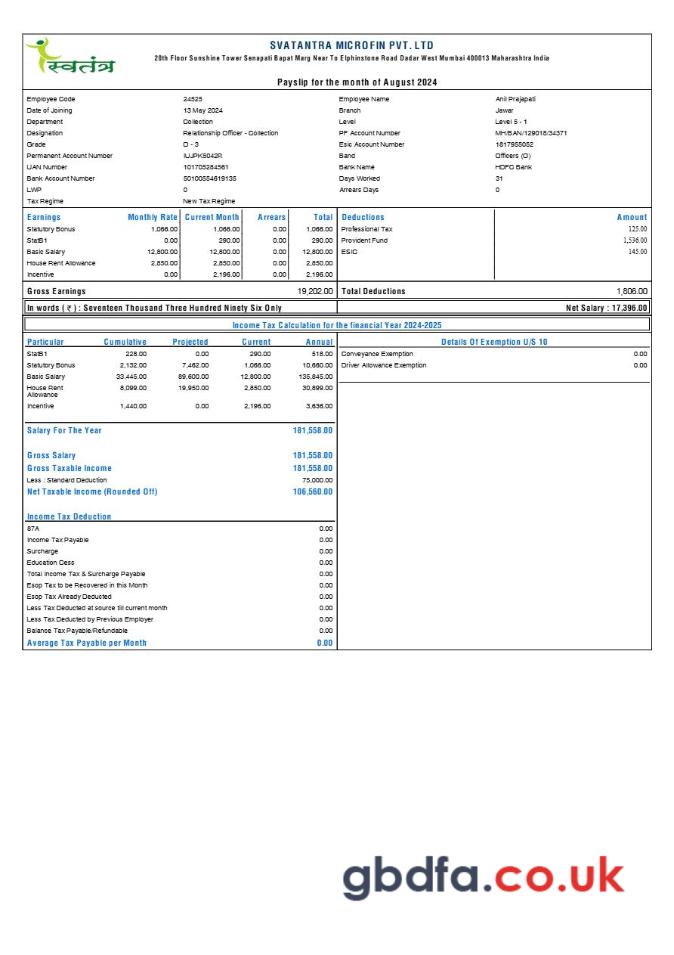 स्वतंत्र
SVATANTRA MICROFIN PVT. LTD
20th Floor Sunshine Tower Senapati Bapat Marg Near To Elphinstone Road Dadar West Mumbai 400013 Maharashtra India
Payslip for the month of August 2024
Employee Code 24525 Employee Name Anil Prajapati
Date of Joining 13 May 2024 Branch Jawar
Department Collection Level Level 5 - 1
Designation Relationship Officer - Collection PF Account Number MH/BAN/129018/34371
Grade O - 3 Esic Account Number 1817955052
Permanent Account Number IUJPK5042R Band Officers (O)
UAN Number 101705284561 Bank Name HDFC Bank
Bank Account Number 50100554619135 Days Worked 31
LWP 0 Arrears Days 0
Tax Regime New Tax Regime
Earnings Monthly Rate Current Month Arrears Total Deductions Amount
Statutory Bonus 1,066.00 1,066.00 0.00 1,066.00 Professional Tax 125.00
StatB1 0.00 290.00 0.00 290.00 Provident Fund 1,536.00
Basic Salary 12,800.00 12,800.00 0.00 12,800.00 ESIC 145.00
House Rent Allowance 2,850.00 2,850.00 0.00 2,850.00
Incentive 0.00 2,196.00 0.00 2,196.00
Gross Earnings 19,202.00 Total Deductions 1,806.00
In words ( ₹ ) : Seventeen Thousand Three Hundred Ninety Six Only Net Salary : 17,396.00
Income Tax Calculation for the financial Year 2024-2025
Particular Cumulative Projected Current Annual Details Of Exemption U/S 10
StatB1 228.00 0.00 290.00 518.00 Conveyance Exemption 0.00
Statutory Bonus 2,132.00 7,462.00 1,066.00 10,660.00 Driver Allowance Exemption 0.00
Basic Salary 33,445.00 89,600.00 12,800.00 135,845.00
House Rent Allowance 8,099.00 19,950.00 2,850.00 30,899.00
Incentive 1,440.00 0.00 2,196.00 3,636.00
Salary For The Year 181,558.00
Gross Salary 181,558.00
Gross Taxable Income 181,558.00
Less : Standard Deduction 75,000.00
Net Taxable Income (Rounded Off) 106,560.00
Income Tax Deduction
87A 0.00
Income Tax Payable 0.00
Surcharge 0.00
Education Cess 0.00
Total Income Tax & Surcharge Payable 0.00
Esop Tax to be Recovered in this Month 0.00
Esop Tax Already Deducted 0.00
Less Tax Deducted at source till current month 0.00
Less Tax Deducted by Previous Employer 0.00
Balance Tax Payable/Refundable 0.00
Average Tax Payable per Month 0.00
gbdfa.co.uk